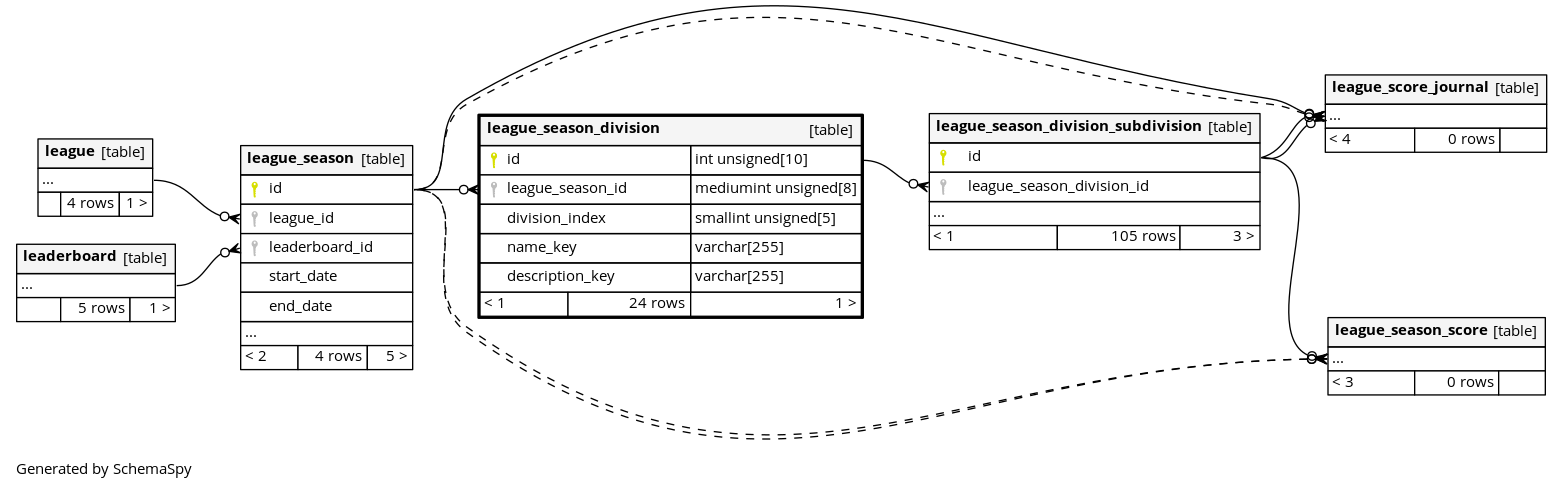 league [table]
...
4 rows 1 >
leaderboard [table]
...
5 rows 1 >
league_season [table]
id
league_id
leaderboard_id
start_date
end_date
...
< 2 4 rows 5 >
league_season_division [table]
id int unsigned[10]
league_season_id mediumint unsigned[8]
division_index smallint unsigned[5]
name_key varchar[255]
description_key varchar[255]
< 1 24 rows 1 >
league_season_division_subdivision [table]
id
league_season_division_id
...
< 1 105 rows 3 >
league_score_journal [table]
...
< 4 0 rows
league_season_score [table]
...
< 3 0 rows
Generated by SchemaSpy